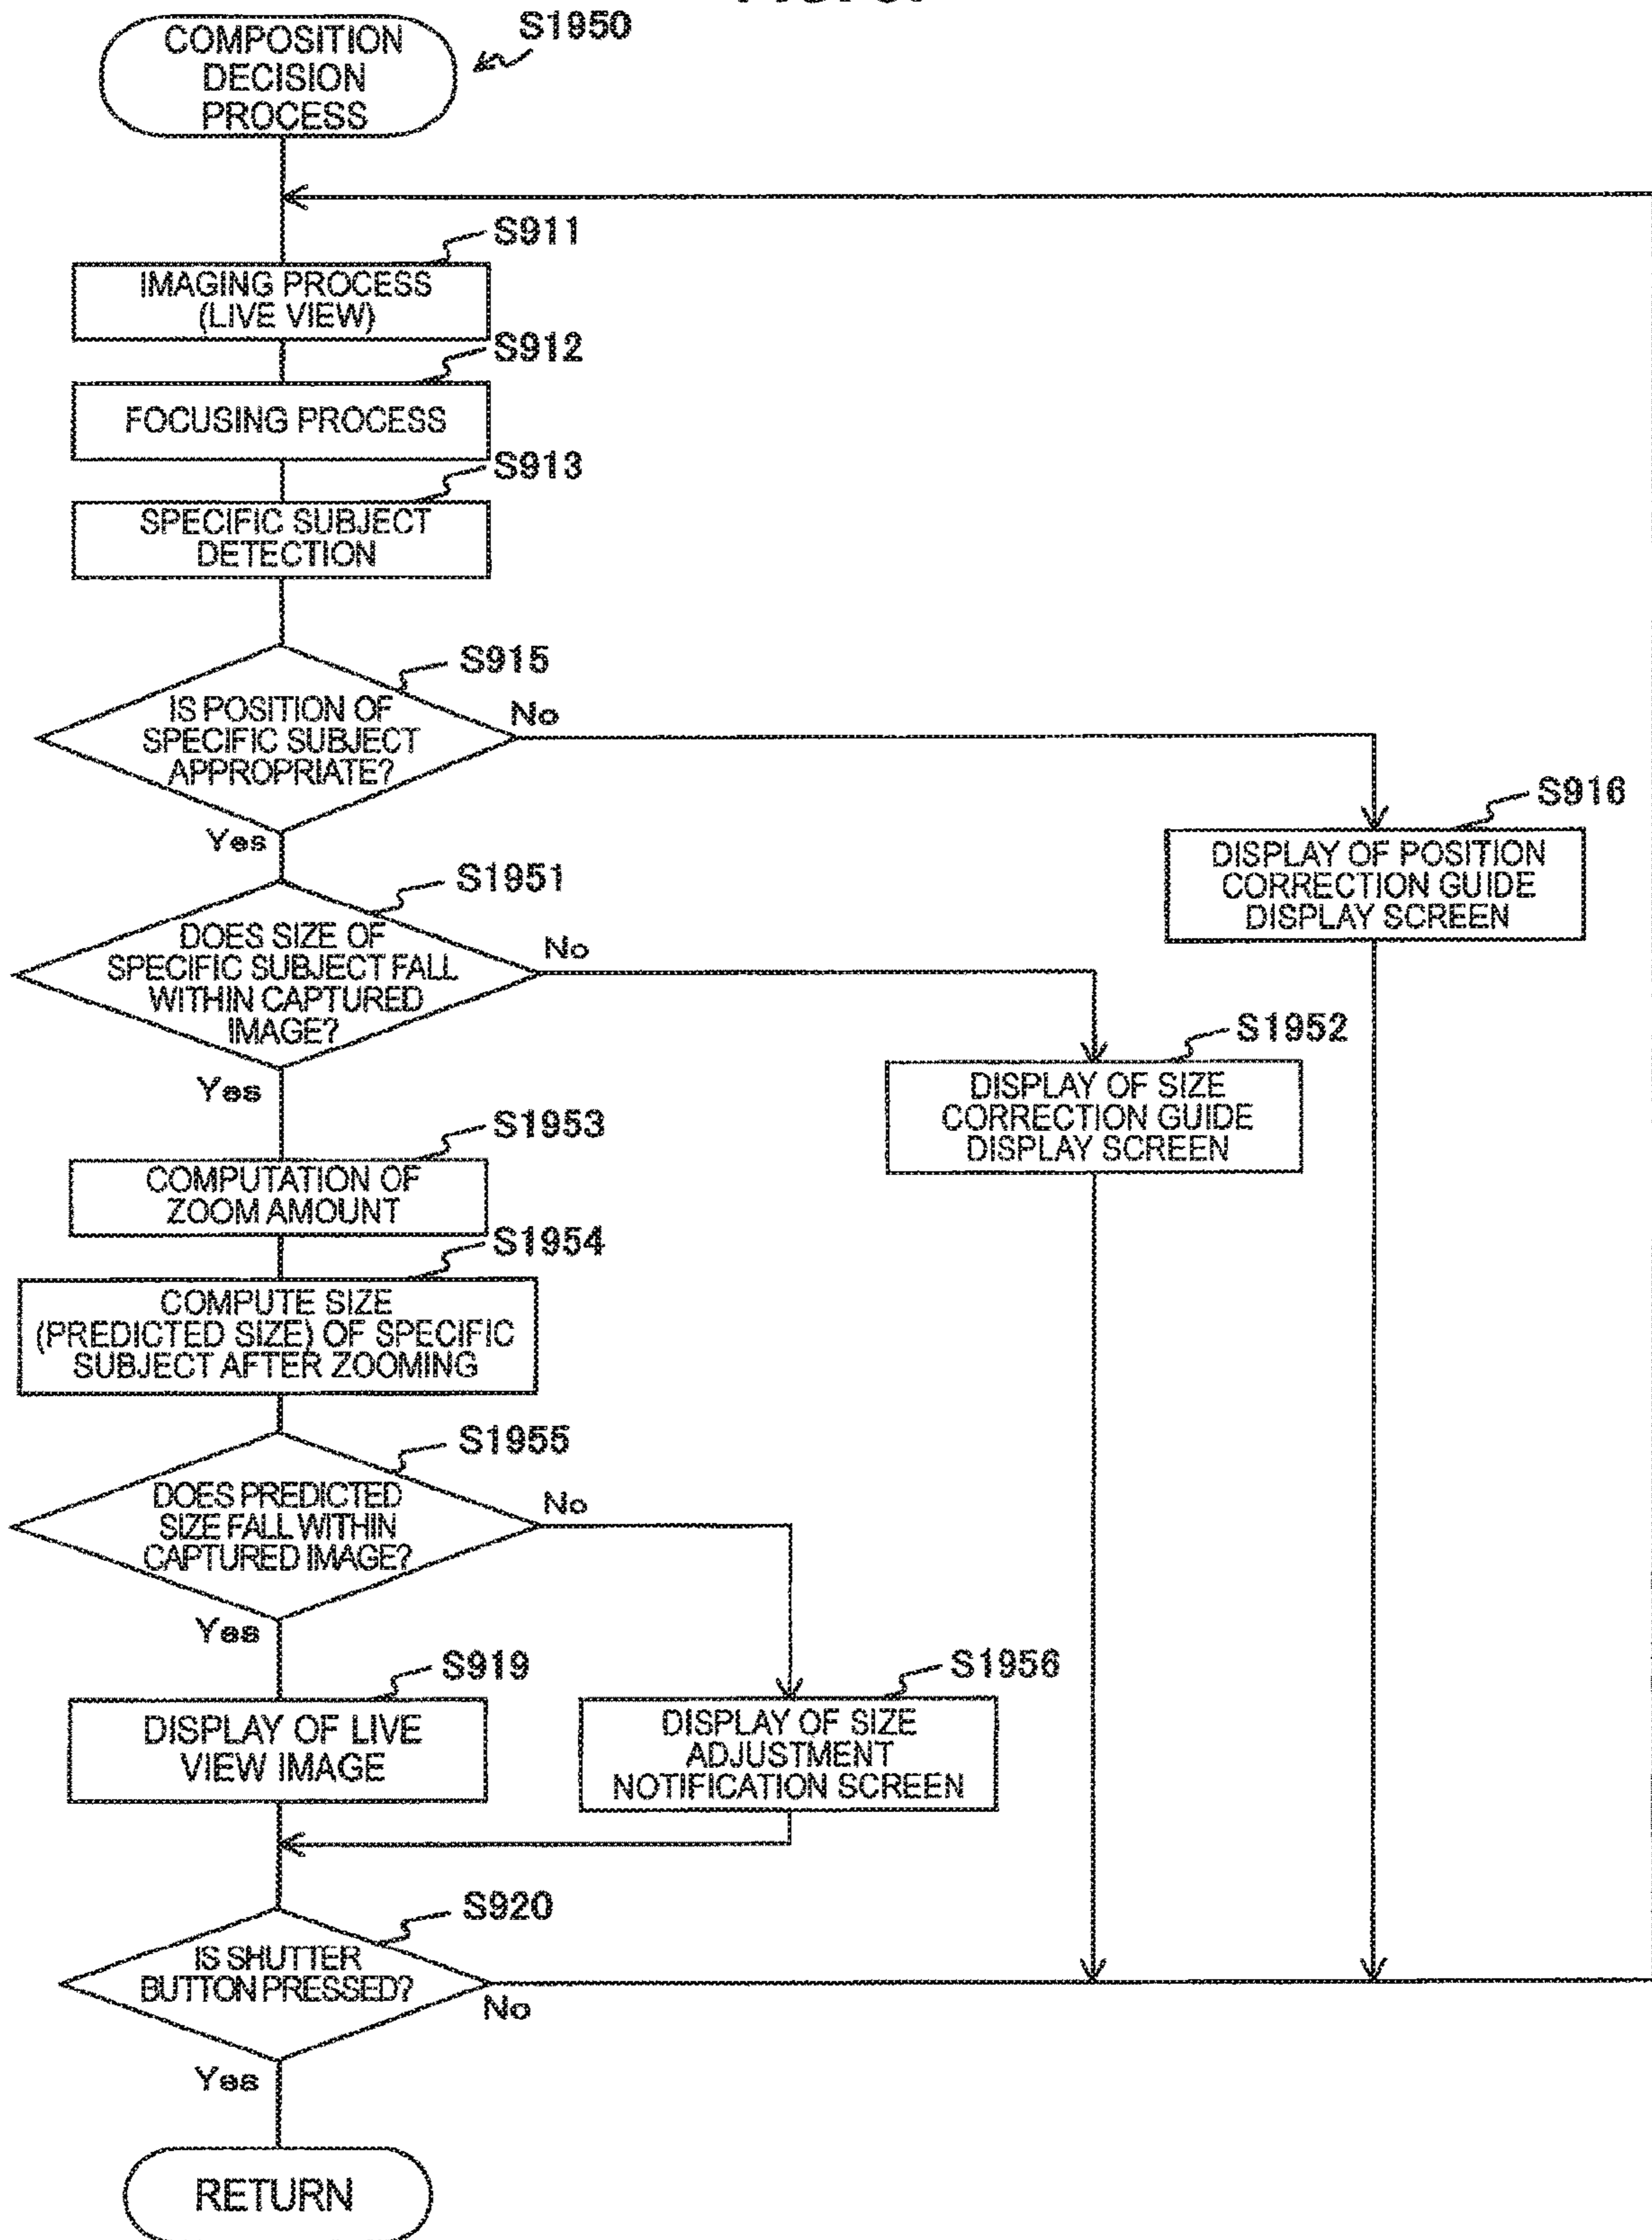 COMPOSITION
DECISION
PROCESS
S1950
S911
IMAGING PROCESS
(LIVE VIEW)
S912
FOCUSING PROCESS
S913
SPECIFIC SUBJECT
DETECTION
S915
IS POSITION OF
SPECIFIC SUBJECT
APPROPRIATE?
No
Yes
S916
DISPLAY OF POSITION
CORRECTION GUIDE
DISPLAY SCREEN
S1951
DOES SIZE OF
SPECIFIC SUBJECT FALL
WITHIN CAPTURED
IMAGE?
No
Yes
S1952
DISPLAY OF SIZE
CORRECTION GUIDE
DISPLAY SCREEN
S1953
COMPUTATION OF
ZOOM AMOUNT
S1954
COMPUTE SIZE
(PREDICTED SIZE) OF SPECIFIC
SUBJECT AFTER ZOOMING
S1955
DOES PREDICTED
SIZE FALL WITHIN
CAPTURED IMAGE?
No
Yes
S919
DISPLAY OF LIVE
VIEW IMAGE
S1956
DISPLAY OF SIZE
ADJUSTMENT
NOTIFICATION SCREEN
S920
IS SHUTTER
BUTTON PRESSED?
No
Yes
RETURN